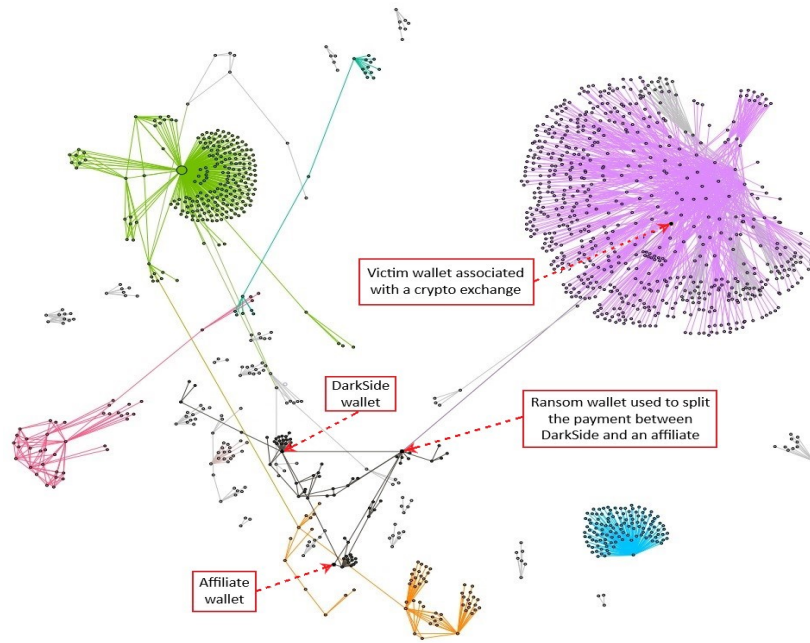 Victim wallet associated
with a crypto exchange
DarkSide
wallet
Ransom wallet used to split
the payment between
DarkSide and an affiliate
Affiliate
wallet